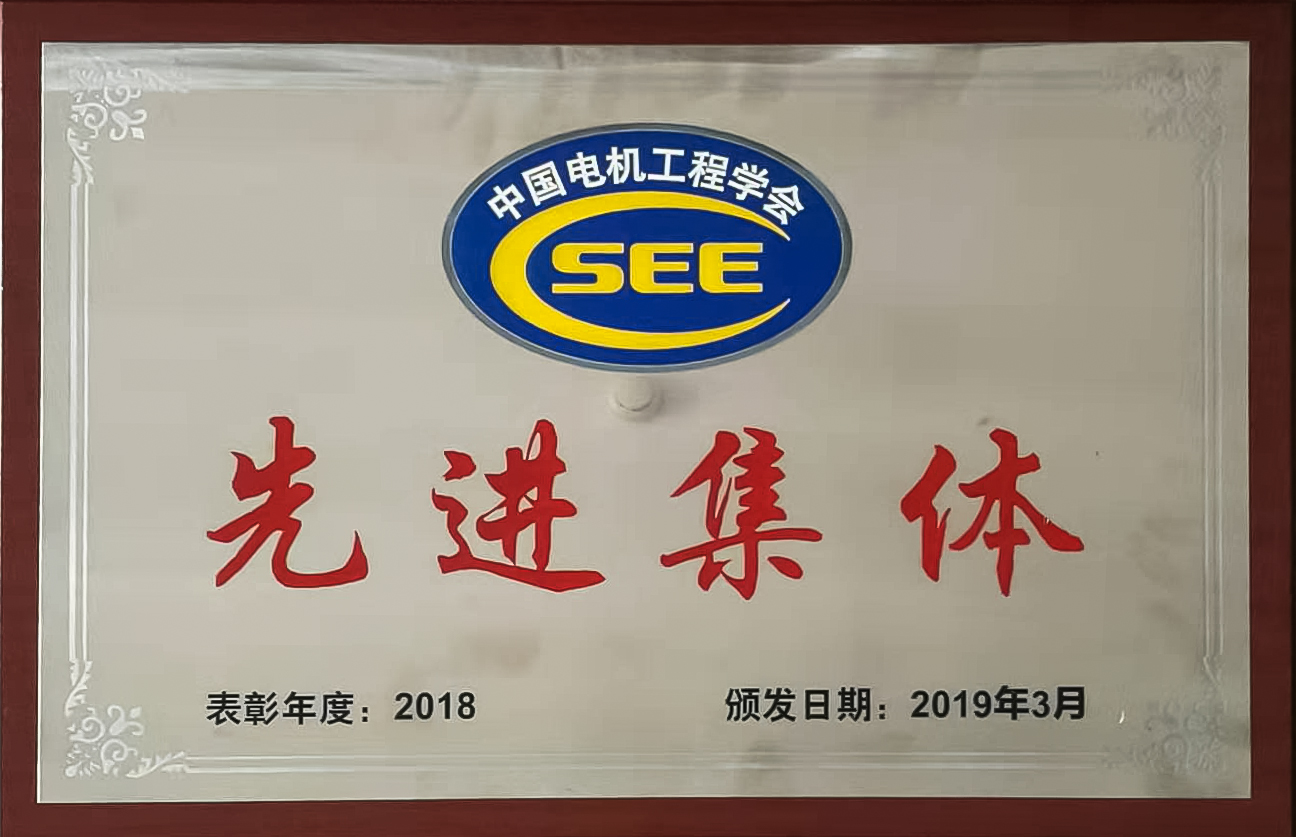 中国电机工程学会
CSEE
先进集体
表彰年度：2018
颁发日期：2019年3月